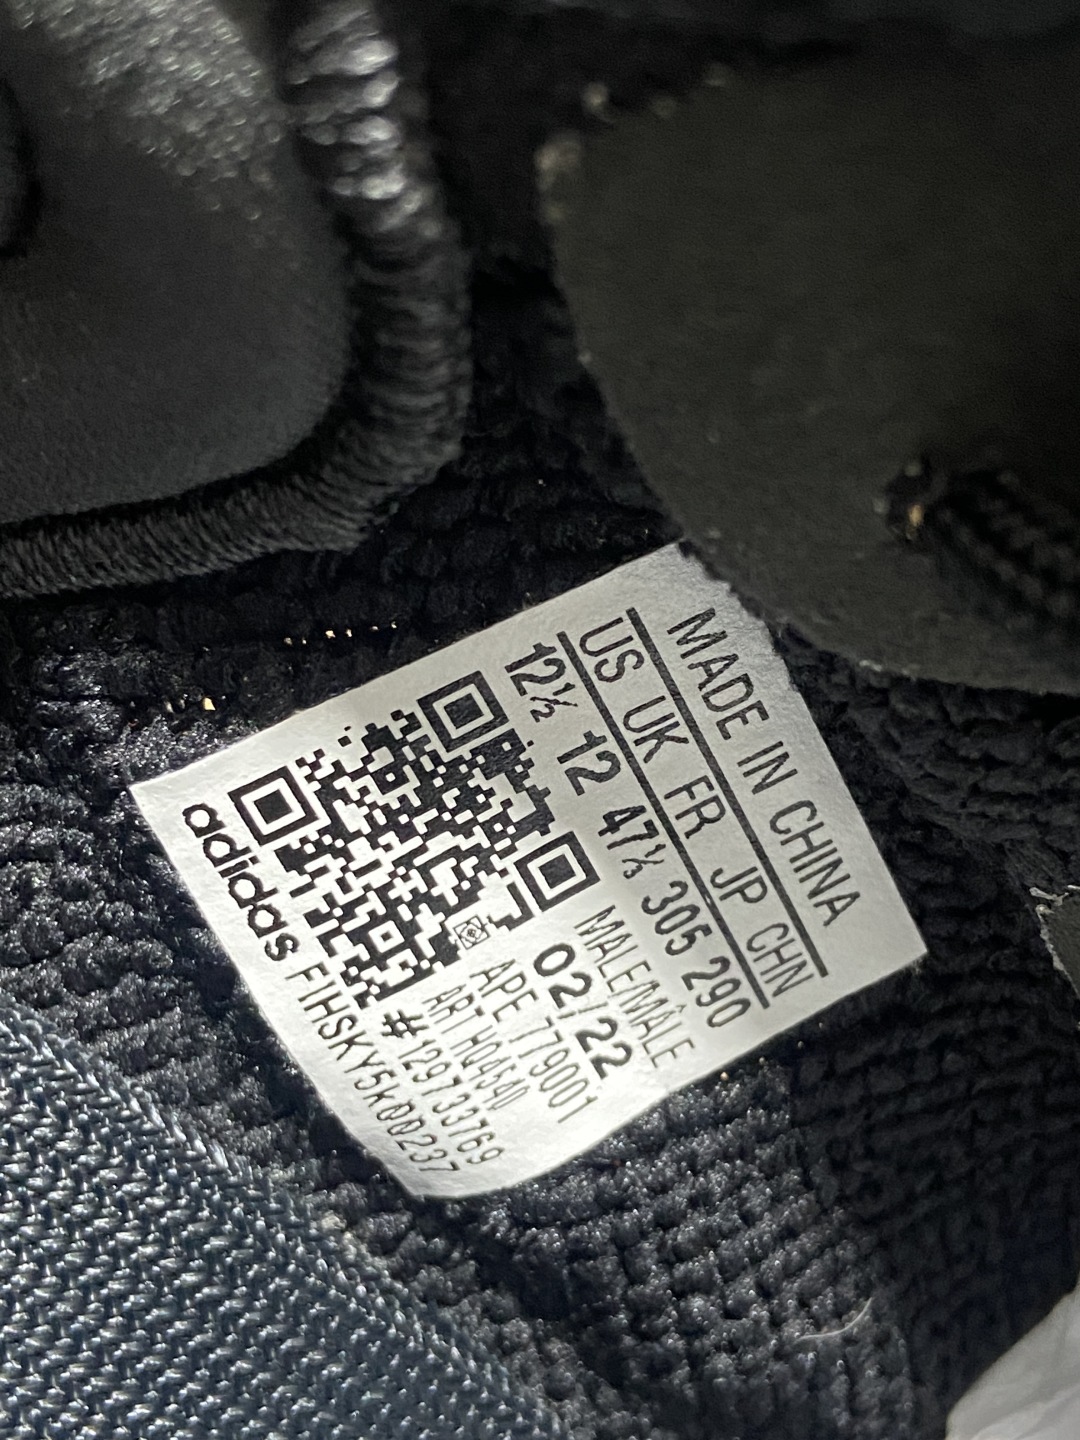 MADE IN CHINA
US UK FR JP CHN
12½ 12 47⅓ 305 290
MALE/MÂLE
02/22
APE 779001
ART HQ4540
#129733769
adidas F1HSKY5K00237